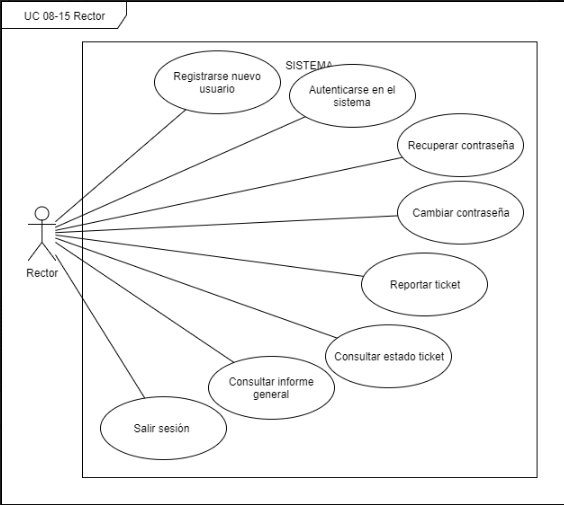 UC 08-15 Rector
SISTEMA
Registrarse nuevo
usuario
Autenticarse en el
sistema
Recuperar contraseña
Cambiar contraseña
Rector
Reportar ticket
Consultar estado ticket
Consultar informe
general
Salir sesión